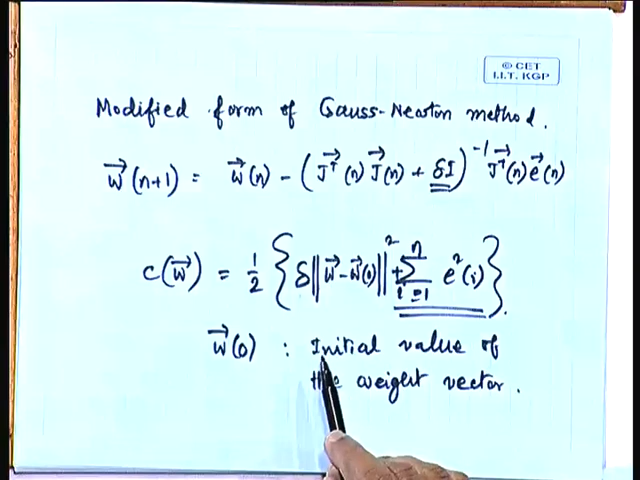 © CET
I.I.T. KGP
Modified form of Gauss-Newton method.
w⃗(n+1) = w⃗(n) - (J⃗ᵀ(n) J⃗(n) + δI)⁻¹ J⃗ᵀ(n) e⃗(n)
C(w⃗) = 1/2 { δ‖w⃗ - w⃗(0)‖² + Σ_{i=1}^{n} e²(i) }.
w⃗(0) : Initial value of
the weight vector.